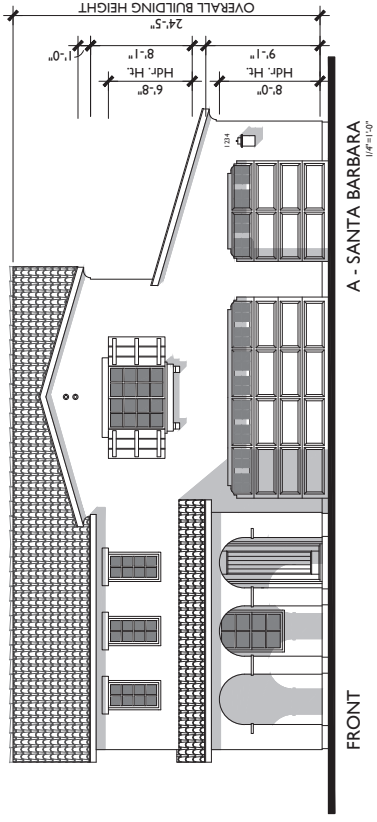 OVERALL BUILDING HEIGHT
24'-5"
1'-0"
8'-1"
Hdr. Ht.
6'-8"
9'-1"
Hdr. Ht.
8'-0"
1234
FRONT
A - SANTA BARBARA
1/4"=1'-0"